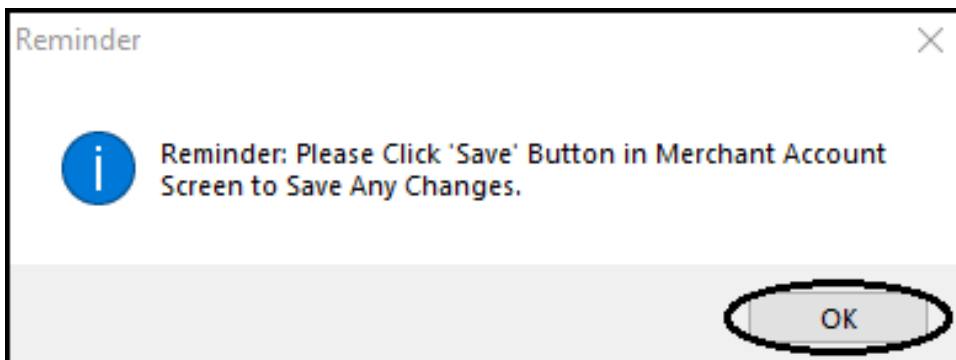 Reminder
Reminder: Please Click 'Save' Button in Merchant Account
Screen to Save Any Changes.
OK